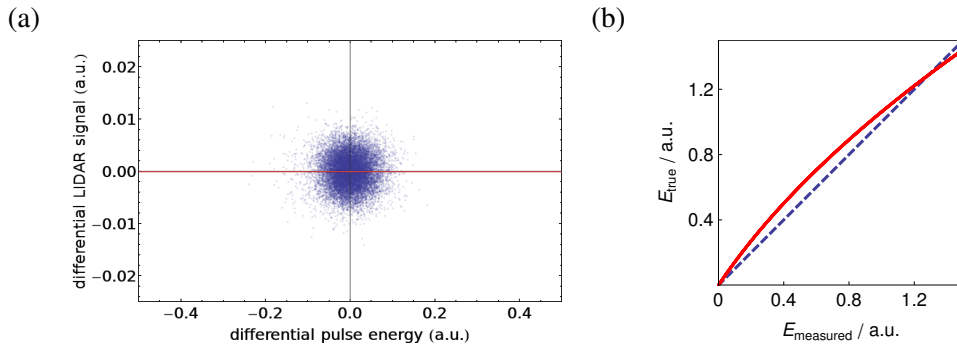 (a)
differential LIDAR signal (a.u.)
0.02
0.01
0.00
−0.01
−0.02
−0.4 −0.2 0.0 0.2 0.4
differential pulse energy (a.u.)
(b)
E_true / a.u.
1.2
0.8
0.4
0 0.4 0.8 1.2
E_measured / a.u.